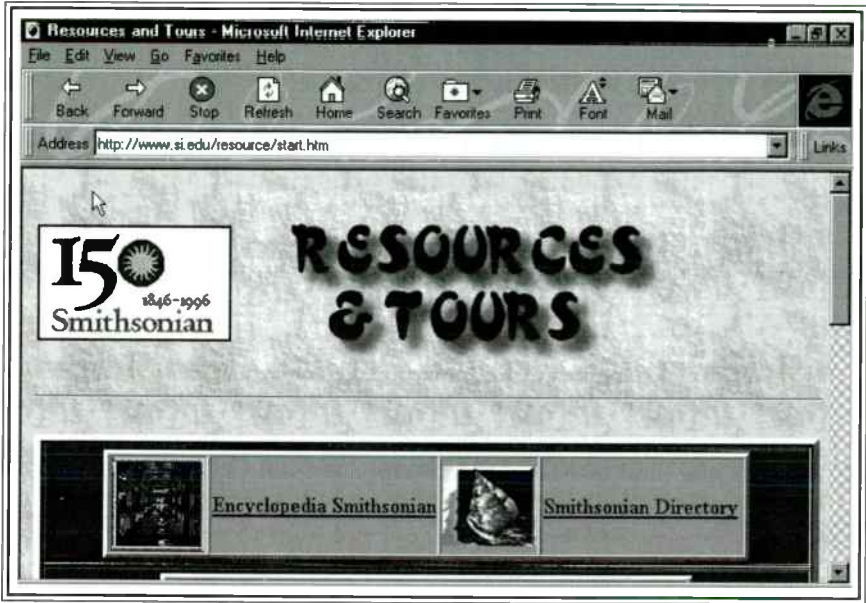 Resources and Tours - Microsoft Internet Explorer
File Edit View Go Favorites Help
Back Forward Stop Refresh Home Search Favorites Print Font Mail
Address http://www.si.edu/resource/start.htm Links
150
1846-1996
Smithsonian
RESOURCES
& TOURS
Encyclopedia Smithsonian Smithsonian Directory